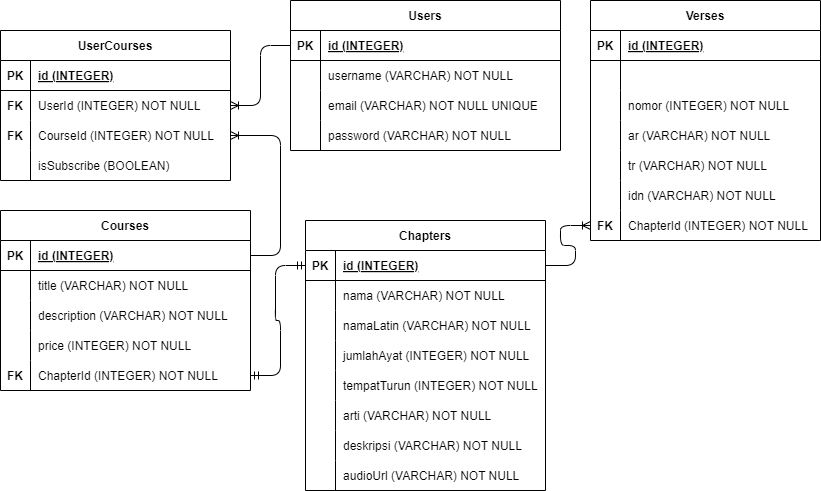 UserCourses
PK id (INTEGER)
FK UserId (INTEGER) NOT NULL
FK CourseId (INTEGER) NOT NULL
isSubscribe (BOOLEAN)
Users
PK id (INTEGER)
username (VARCHAR) NOT NULL
email (VARCHAR) NOT NULL UNIQUE
password (VARCHAR) NOT NULL
Verses
PK id (INTEGER)
nomor (INTEGER) NOT NULL
ar (VARCHAR) NOT NULL
tr (VARCHAR) NOT NULL
idn (VARCHAR) NOT NULL
FK ChapterId (INTEGER) NOT NULL
Courses
PK id (INTEGER)
title (VARCHAR) NOT NULL
description (VARCHAR) NOT NULL
price (INTEGER) NOT NULL
FK ChapterId (INTEGER) NOT NULL
Chapters
PK id (INTEGER)
nama (VARCHAR) NOT NULL
namaLatin (VARCHAR) NOT NULL
jumlahAyat (INTEGER) NOT NULL
tempatTurun (INTEGER) NOT NULL
arti (VARCHAR) NOT NULL
deskripsi (VARCHAR) NOT NULL
audioUrl (VARCHAR) NOT NULL